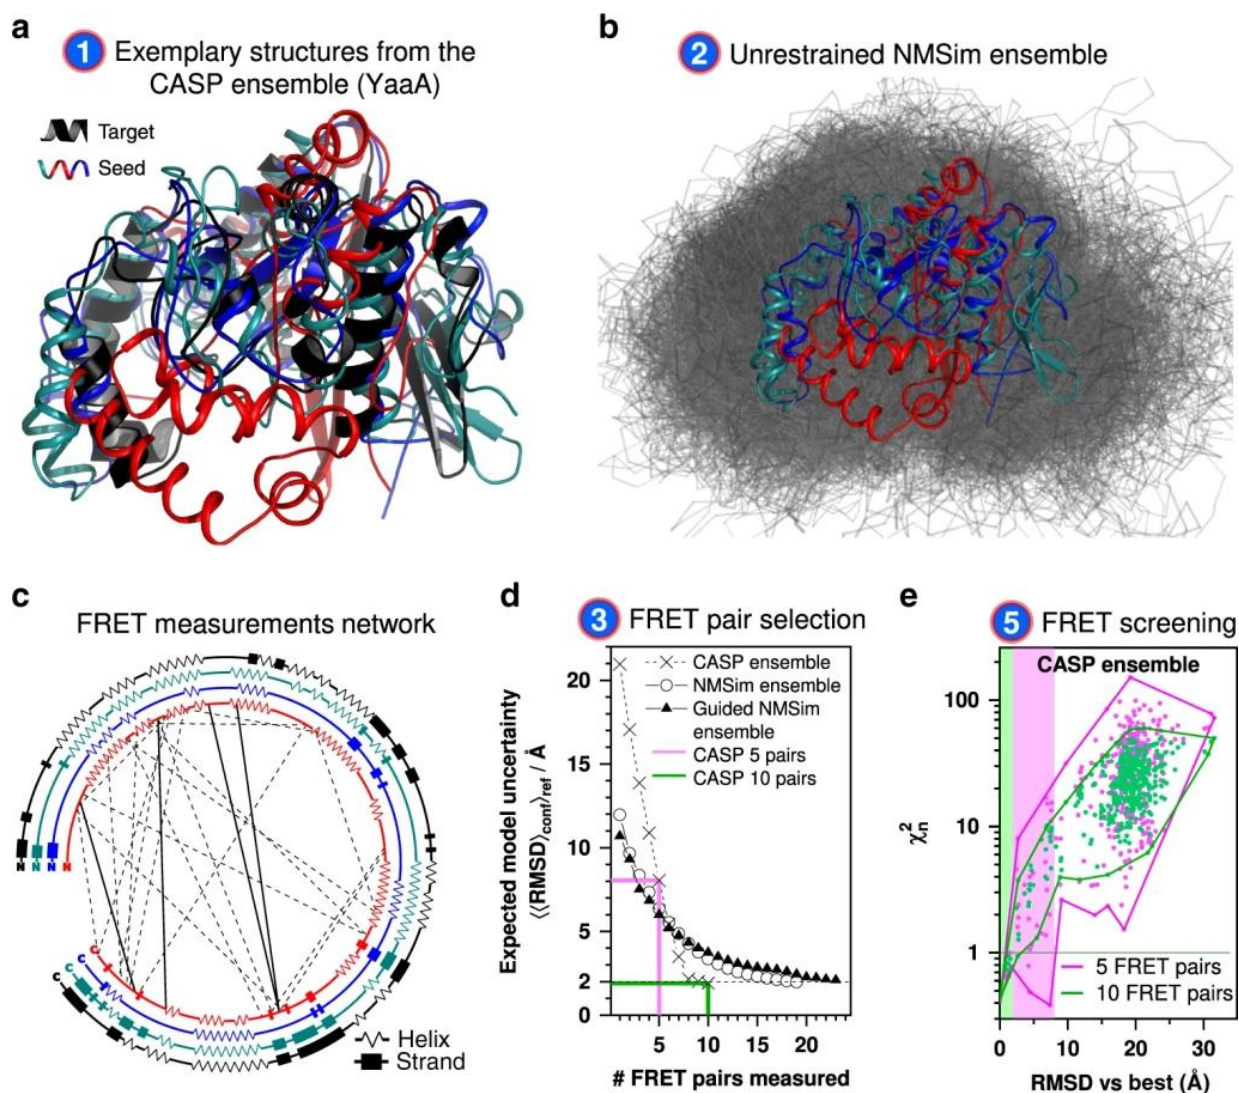 a
1 Exemplary structures from the
CASP ensemble (YaaA)
Target
Seed
b
2 Unrestrained NMSim ensemble
c
FRET measurements network
N N N N
C
C
C
C
Helix
Strand
d
3 FRET pair selection
Expected model uncertainty
⟨⟨RMSD⟩conf⟩ref / Å
20
15
10
5
2
0
CASP ensemble
NMSim ensemble
Guided NMSim
ensemble
CASP 5 pairs
CASP 10 pairs
5 10 15 20
# FRET pairs measured
e
5 FRET screening
CASP ensemble
χn²
100
10
1
5 FRET pairs
10 FRET pairs
0 10 20 30
RMSD vs best (Å)